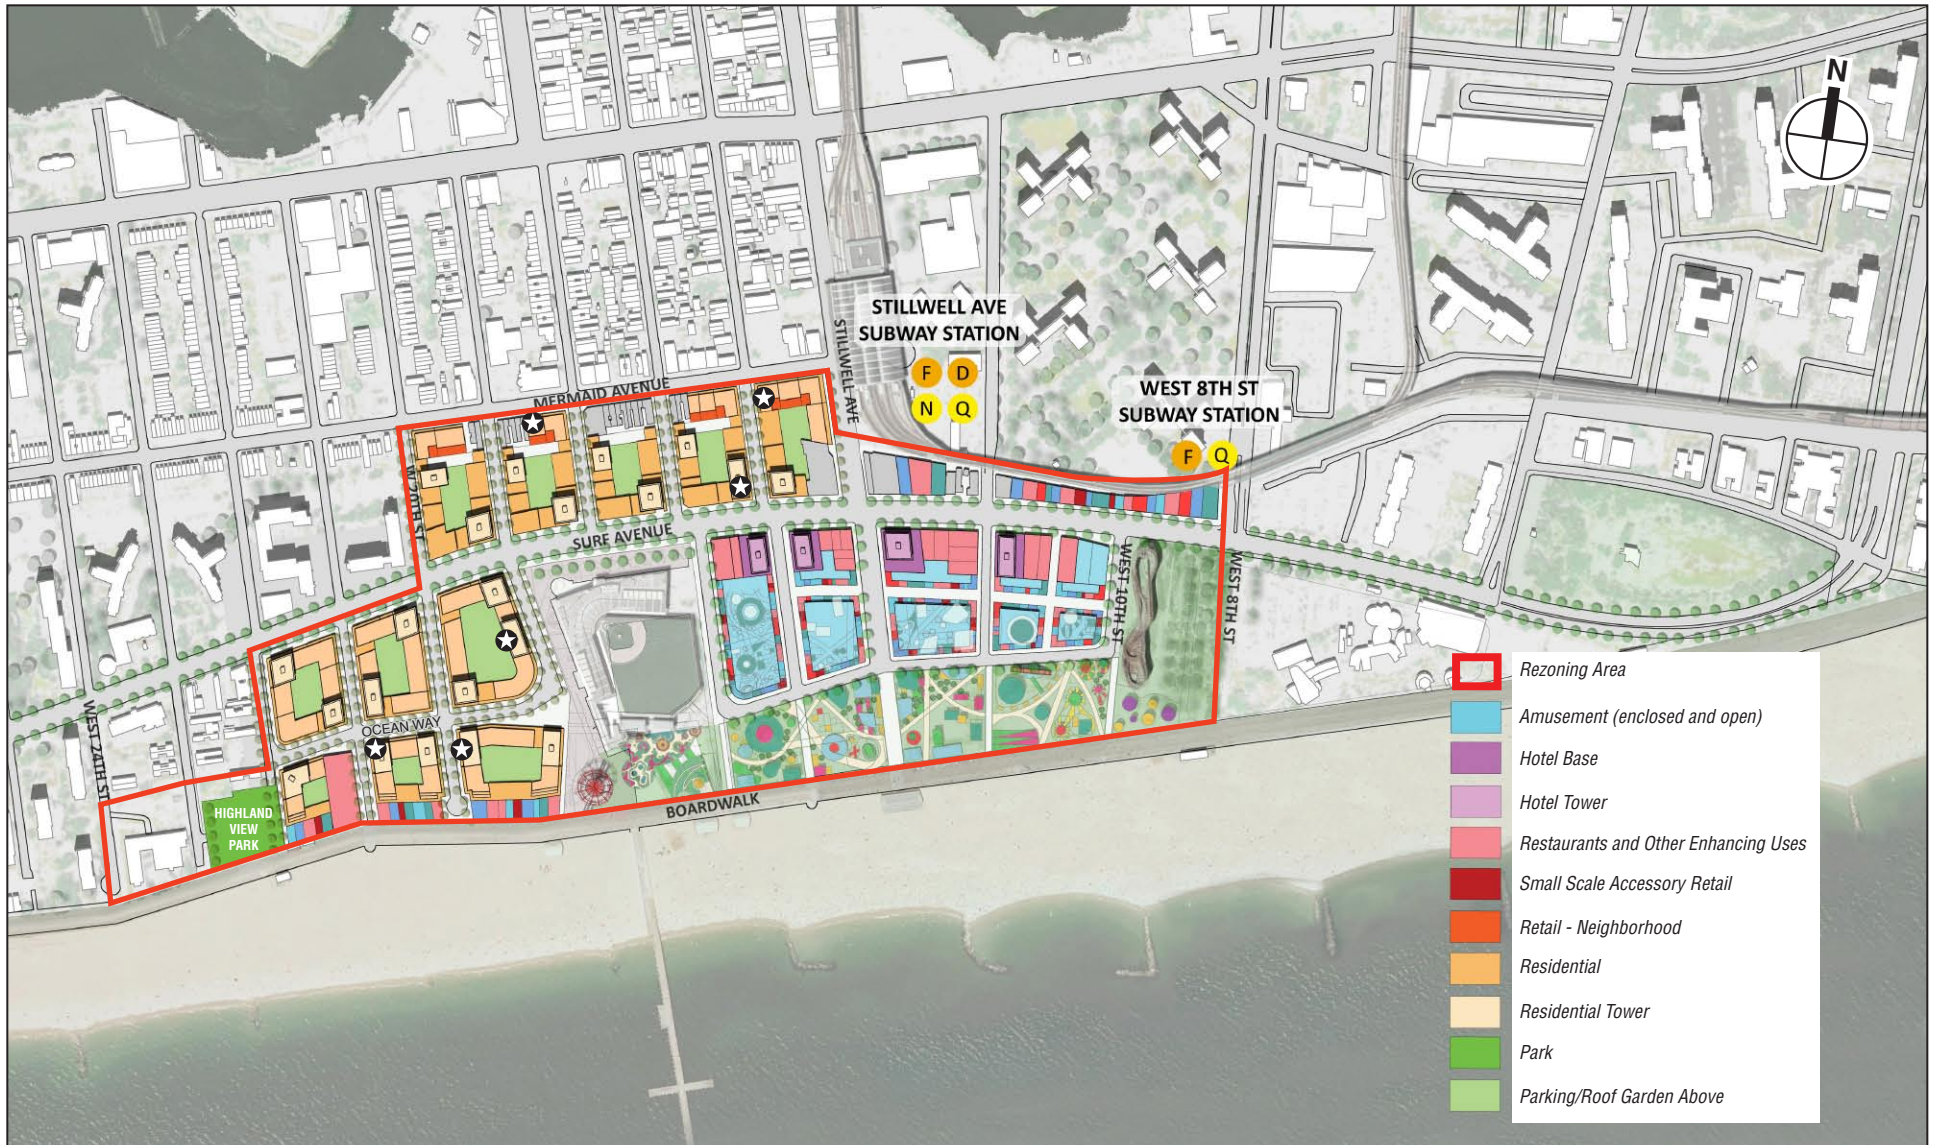 N
STILLWELL AVE
SUBWAY STATION
F D
N Q
WEST 8TH ST
SUBWAY STATION
F Q
MERMAID AVENUE
STILLWELL AVE
W 20TH ST
SURF AVENUE
WEST 10TH ST
WEST 8TH ST
OCEAN WAY
WEST 24TH ST
HIGHLAND
VIEW
PARK
BOARDWALK
Rezoning Area
Amusement (enclosed and open)
Hotel Base
Hotel Tower
Restaurants and Other Enhancing Uses
Small Scale Accessory Retail
Retail - Neighborhood
Residential
Residential Tower
Park
Parking/Roof Garden Above